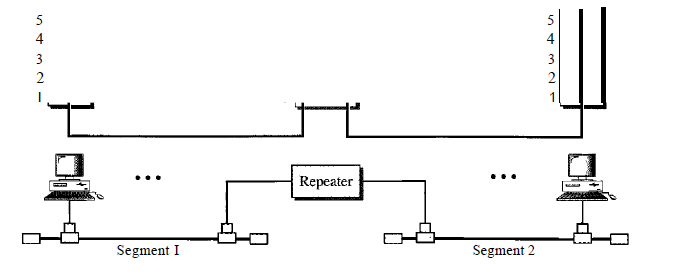 5 5
4 4
3 3
2 2
1 1
Repeater
Segment 1 Segment 2